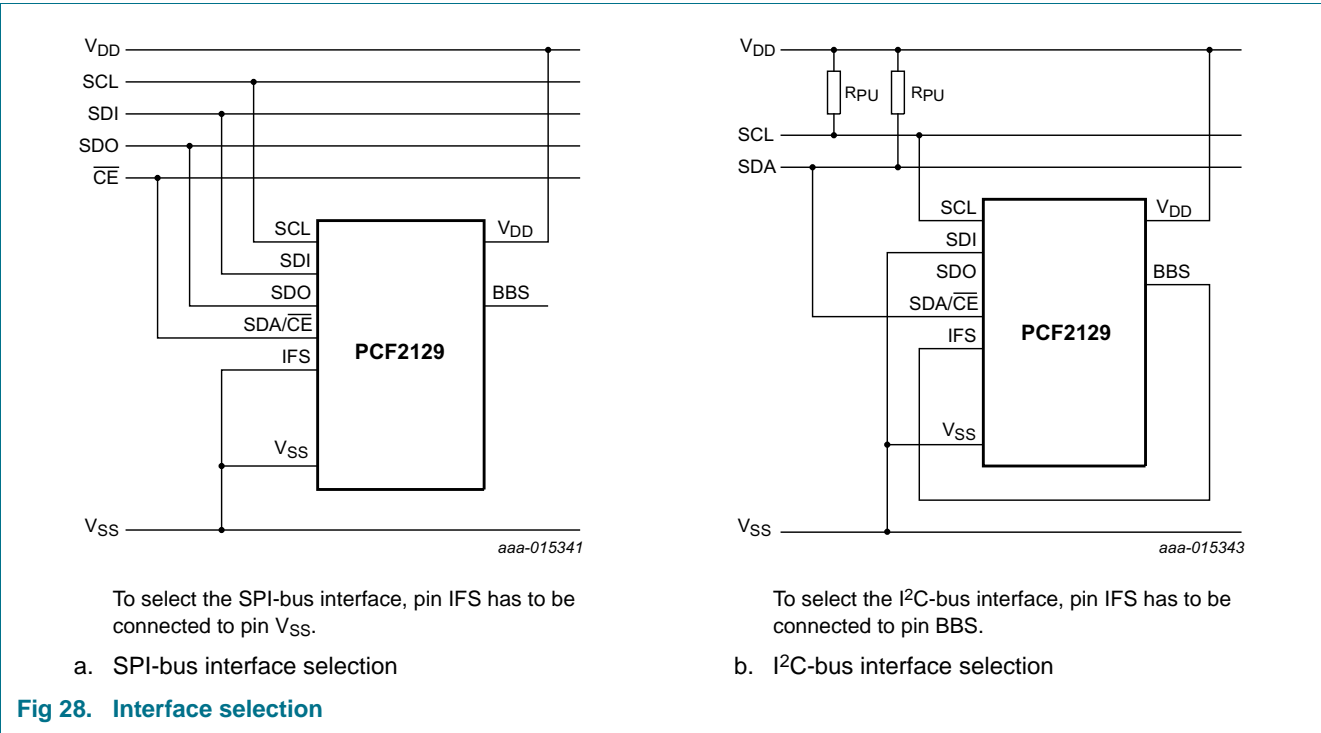 VDD
SCL
SDI
SDO
CE
SCL
SDI
SDO
SDA/CE
IFS
VSS
VDD
BBS
PCF2129
VSS
aaa-015341
To select the SPI-bus interface, pin IFS has to be
connected to pin VSS.
a. SPI-bus interface selection
VDD
RPU
RPU
SCL
SDA
SCL
SDI
SDO
SDA/CE
IFS
VSS
VDD
BBS
PCF2129
VSS
aaa-015343
To select the I2C-bus interface, pin IFS has to be
connected to pin BBS.
b. I2C-bus interface selection
Fig 28. Interface selection